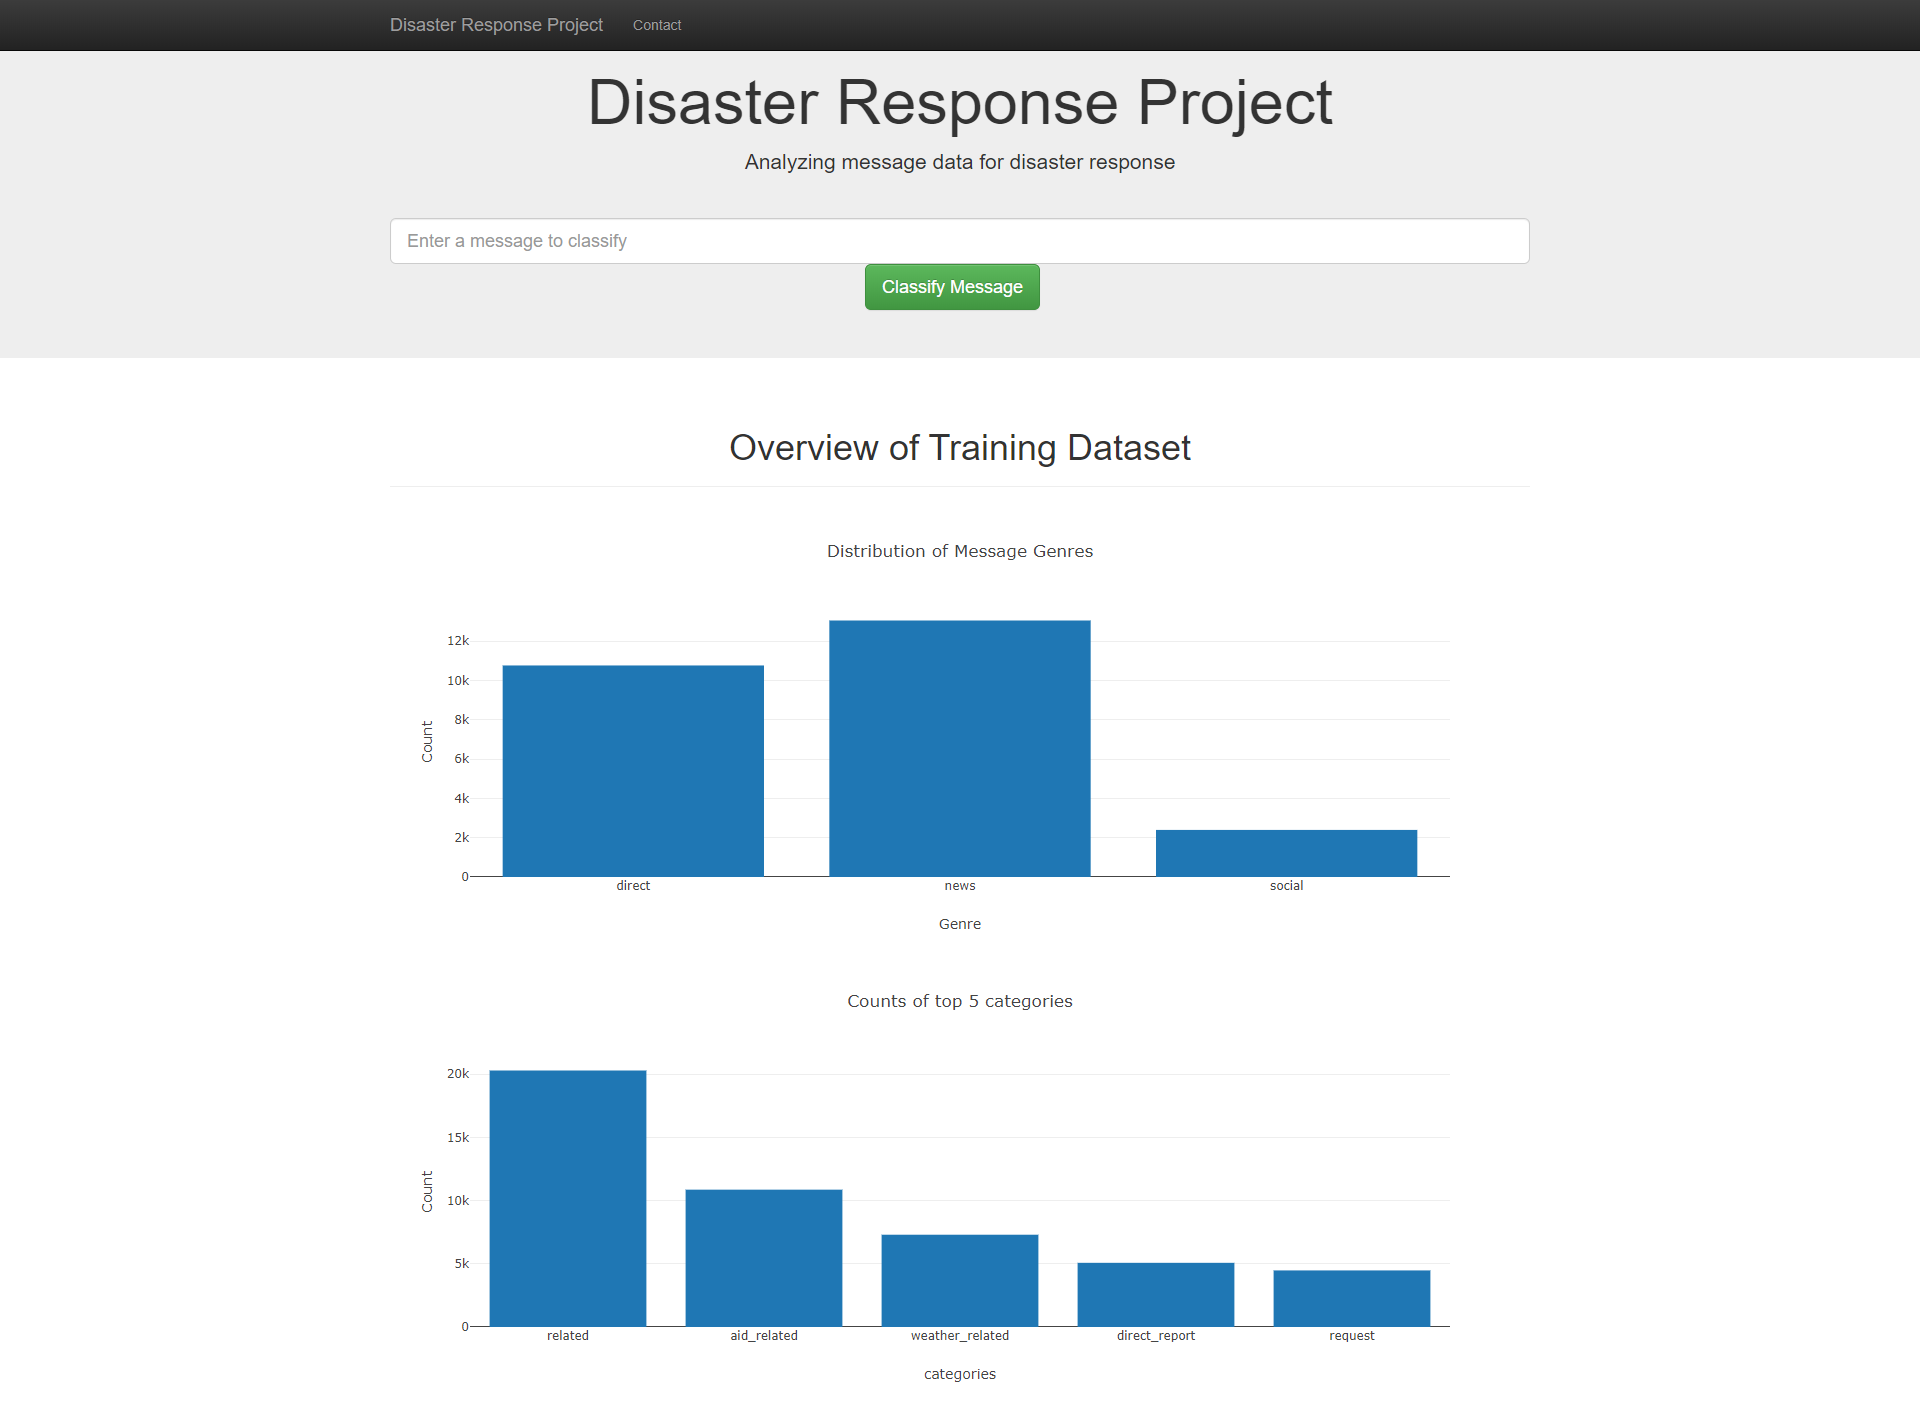 Disaster Response Project Contact
Disaster Response Project
Analyzing message data for disaster response
Enter a message to classify
Classify Message
Overview of Training Dataset
Distribution of Message Genres
12k
10k
8k
6k
4k
2k
0
Count
direct news social
Genre
Counts of top 5 categories
20k
15k
10k
5k
0
Count
related aid_related weather_related direct_report request
categories